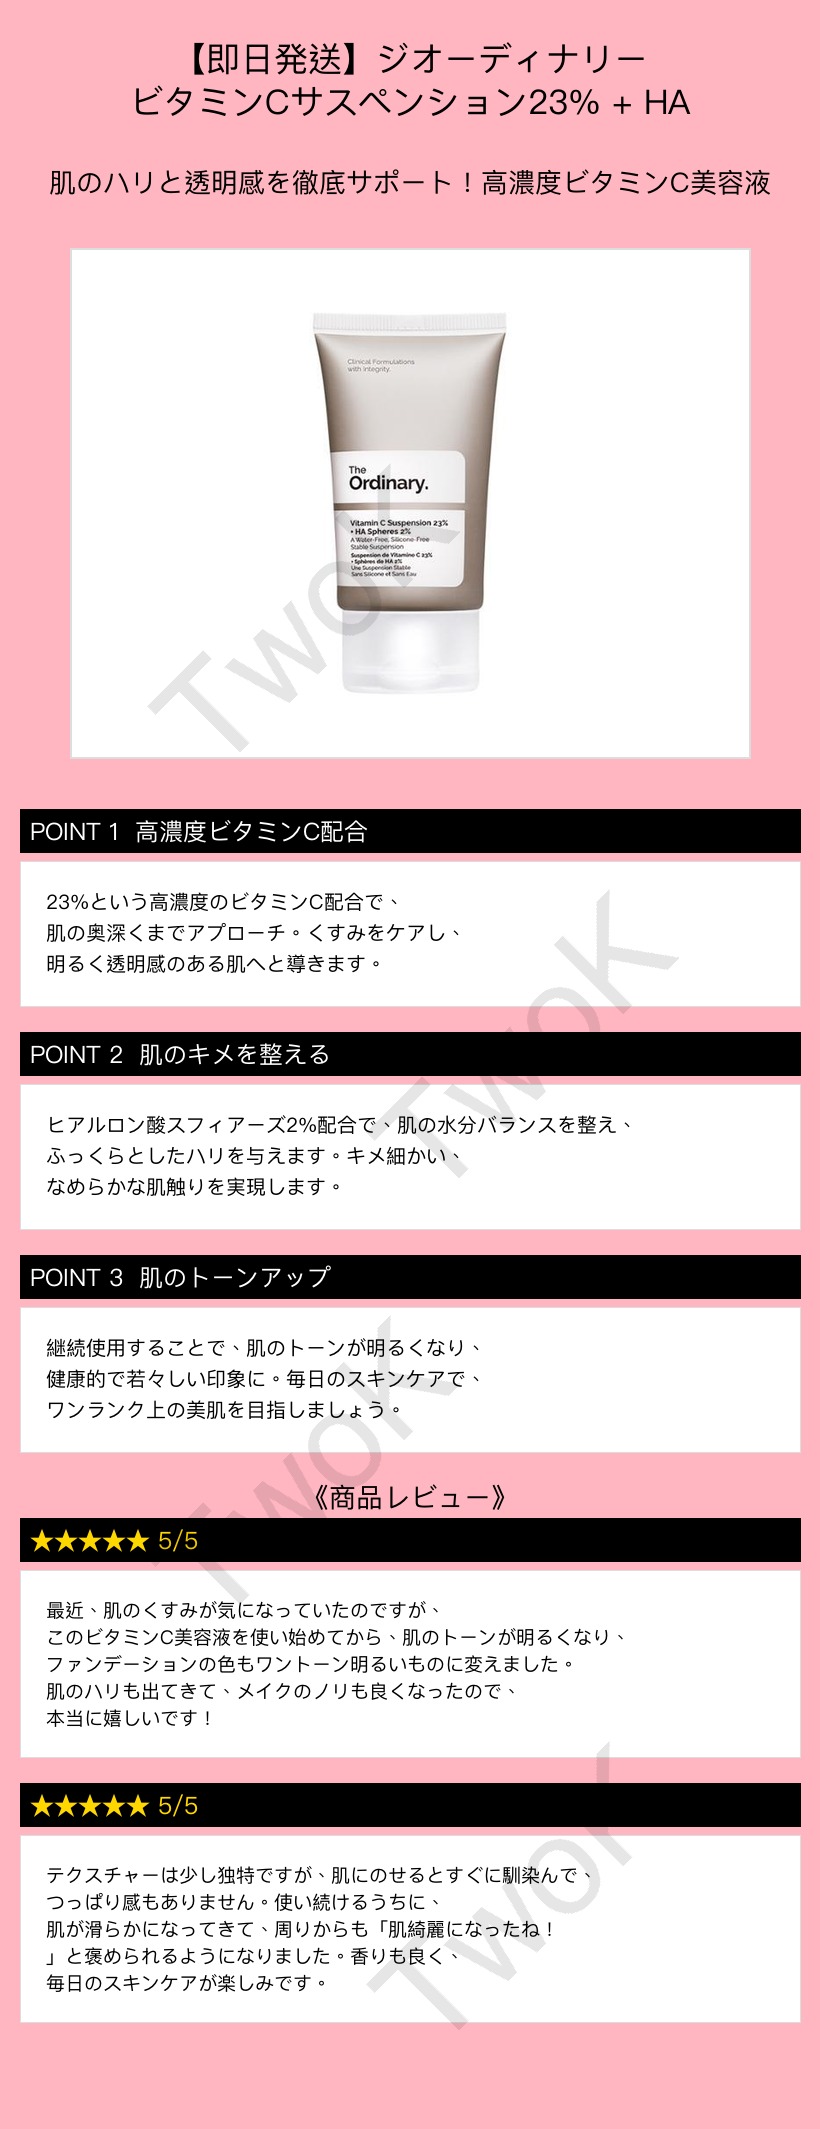 【即日発送】ジオーディナリー
ビタミンCサスペンション23% + HA
肌のハリと透明感を徹底サポート！高濃度ビタミンC美容液
Clinical Formulations
with Integrity.
The
Ordinary.
Vitamin C Suspension 23%
+ HA Spheres 2%
A Water-Free, Silicone-Free
Stable Suspension
Suspension de Vitamine C 23%
+ Sphères de HA 2%
Une Suspension Stable
Sans Silicone et Sans Eau
TwoK
POINT 1 高濃度ビタミンC配合
23%という高濃度のビタミンC配合で、
肌の奥深くまでアプローチ。くすみをケアし、
明るく透明感のある肌へと導きます。
TwoK
POINT 2 肌のキメを整える
ヒアルロン酸スフィアーズ2%配合で、肌の水分バランスを整え、
ふっくらとしたハリを与えます。キメ細かい、
なめらかな肌触りを実現します。
POINT 3 肌のトーンアップ
継続使用することで、肌のトーンが明るくなり、
健康的で若々しい印象に。毎日のスキンケアで、
ワンランク上の美肌を目指しましょう。
TwoK
《商品レビュー》
★★★★★ 5/5
最近、肌のくすみが気になっていたのですが、
このビタミンC美容液を使い始めてから、肌のトーンが明るくなり、
ファンデーションの色もワントーン明るいものに変えました。
肌のハリも出てきて、メイクのノリも良くなったので、
本当に嬉しいです！
★★★★★ 5/5
テクスチャーは少し独特ですが、肌にのせるとすぐに馴染んで、
つっぱり感もありません。使い続けるうちに、
肌が滑らかになってきて、周りからも「肌綺麗になったね！
」と褒められるようになりました。香りも良く、
毎日のスキンケアが楽しみです。
TwoK